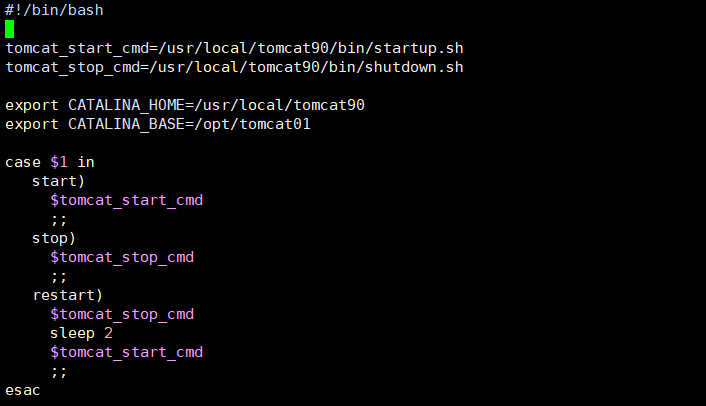 #!/bin/bash
tomcat_start_cmd=/usr/local/tomcat90/bin/startup.sh
tomcat_stop_cmd=/usr/local/tomcat90/bin/shutdown.sh
export CATALINA_HOME=/usr/local/tomcat90
export CATALINA_BASE=/opt/tomcat01
case $1 in
   start)
     $tomcat_start_cmd
     ;;
   stop)
     $tomcat_stop_cmd
     ;;
   restart)
     $tomcat_stop_cmd
     sleep 2
     $tomcat_start_cmd
     ;;
esac